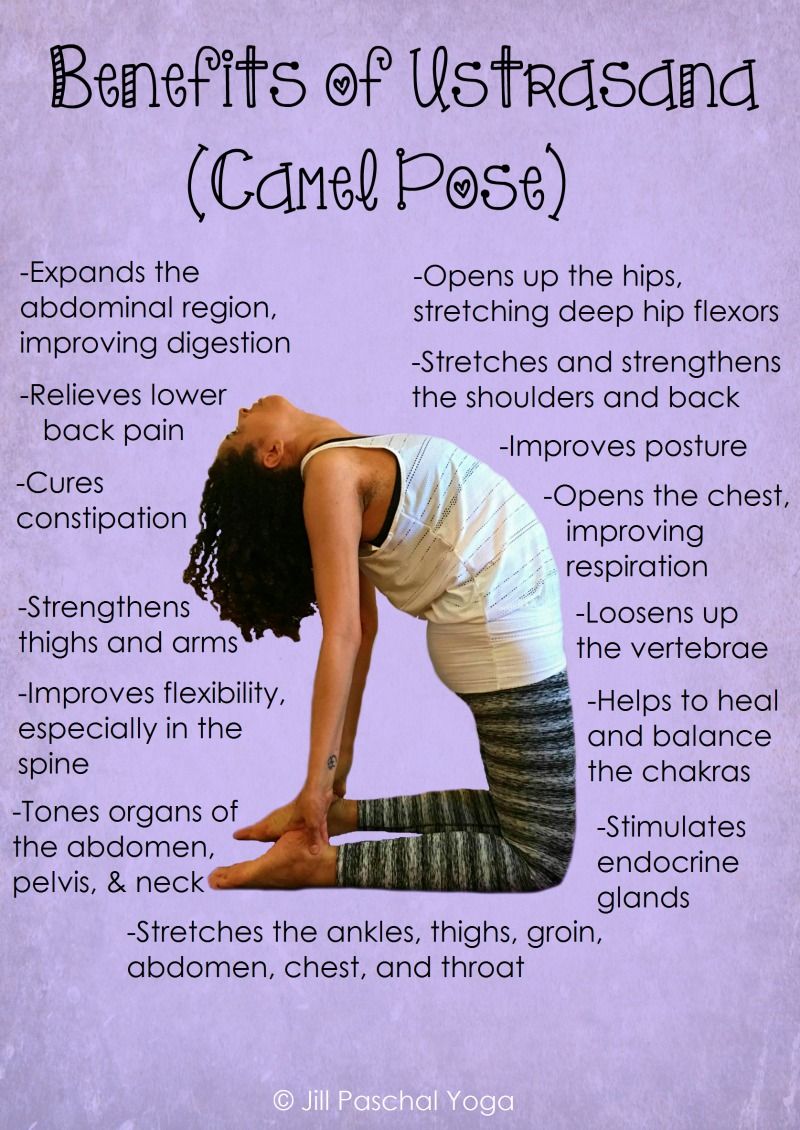 Benefits of Ustrasana
(Camel Pose)
-Expands the
abdominal region,
improving digestion
-Relieves lower
back pain
-Cures
constipation
-Strengthens
thighs and arms
-Improves flexibility,
especially in the
spine
-Tones organs of
the abdomen,
pelvis, & neck
-Opens up the hips,
stretching deep hip flexors
-Stretches and strengthens
the shoulders and back
-Improves posture
-Opens the chest,
improving
respiration
-Loosens up
the vertebrae
-Helps to heal
and balance
the chakras
-Stimulates
endocrine
glands
-Stretches the ankles, thighs, groin,
abdomen, chest, and throat
© Jill Paschal Yoga